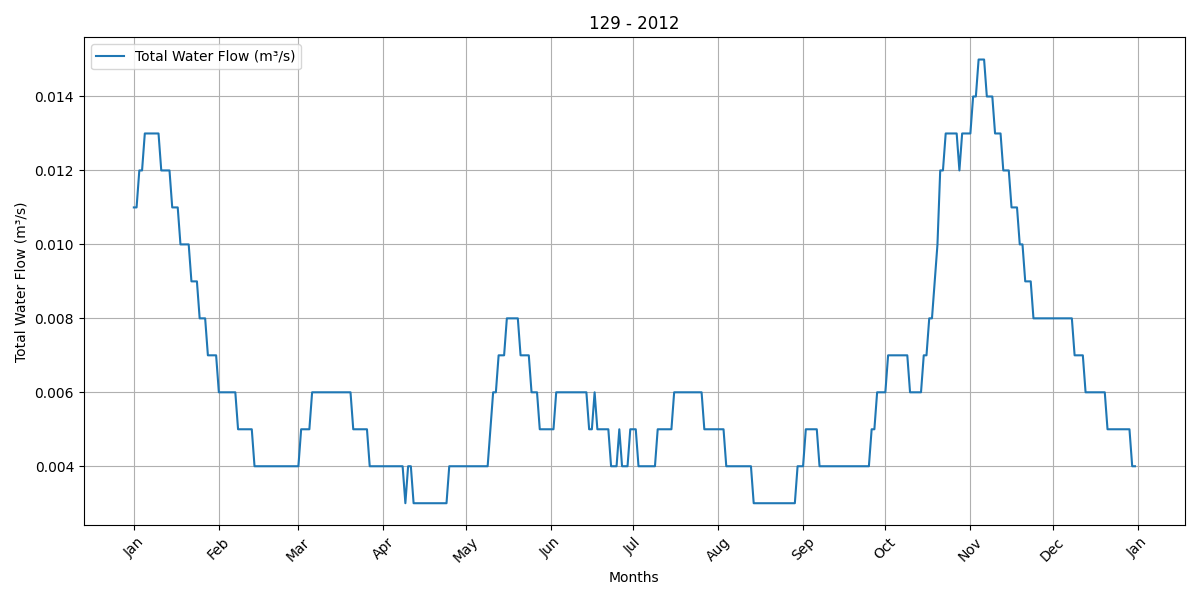 129 - 2012
Total Water Flow (m³/s)
0.014
0.012
0.010
0.008
0.006
0.004
Total Water Flow (m³/s)
Jan
Feb
Mar
Apr
May
Jun
Jul
Aug
Sep
Oct
Nov
Dec
Jan
Months